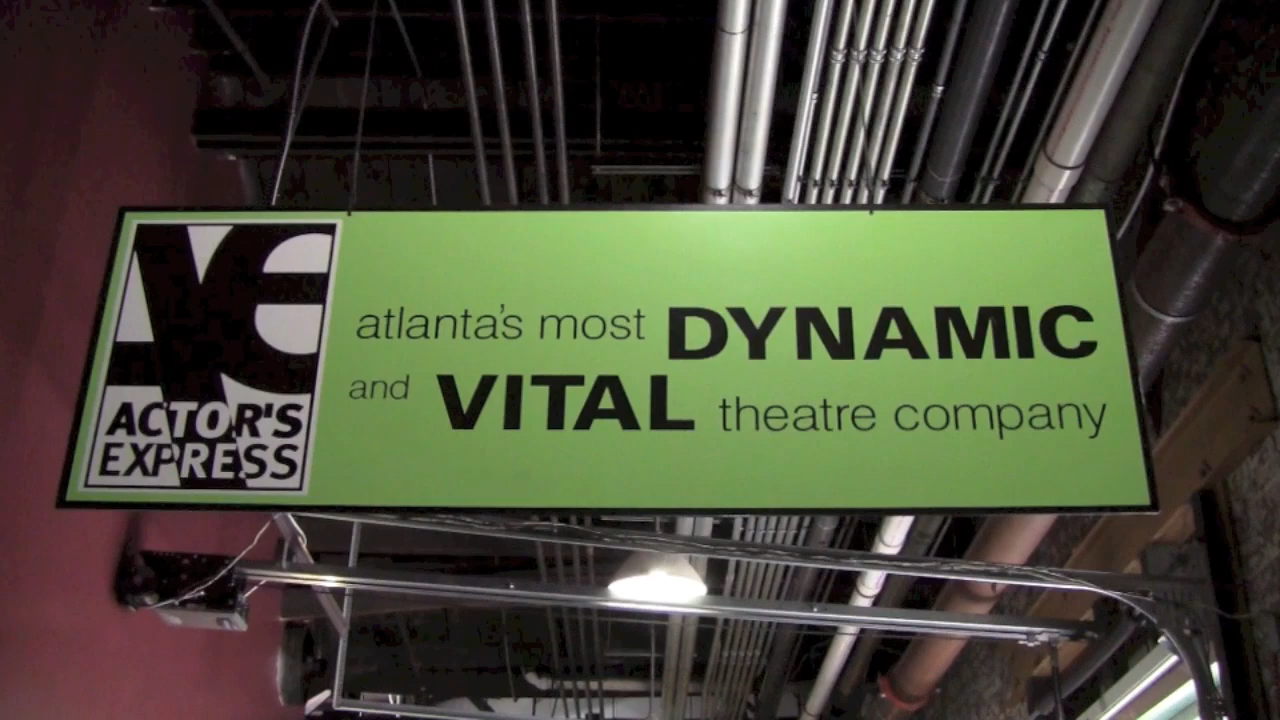 AE
ACTOR'S
EXPRESS
atlanta's most DYNAMIC
and VITAL theatre company